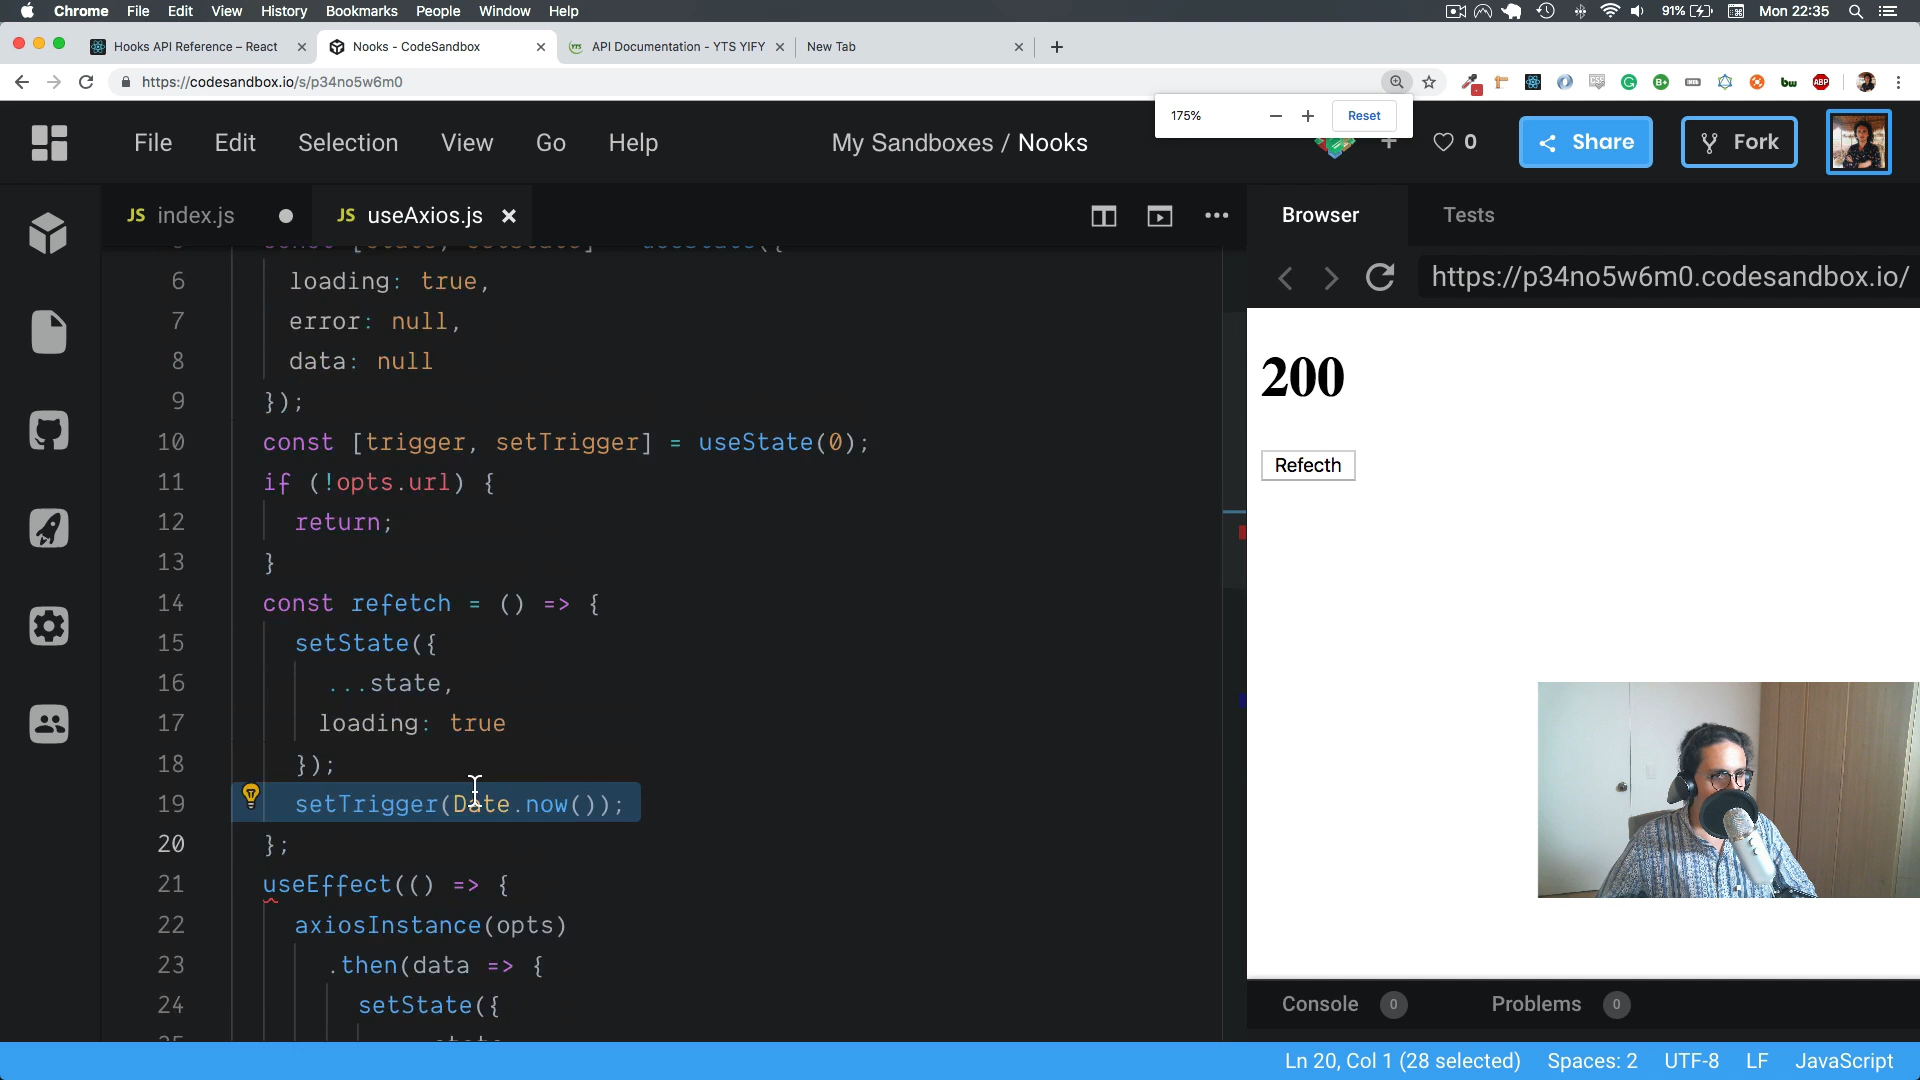 Chrome File Edit View History Bookmarks People Window Help 91% Mon 22:35
Hooks API Reference – React
Nooks - CodeSandbox
API Documentation - YTS YIFY
New Tab
https://codesandbox.io/s/p34no5w6m0
ABP
175% Reset
File Edit Selection View Go Help
My Sandboxes / Nooks
0
Share
Fork
JS index.js
JS useAxios.js
Browser Tests
https://p34no5w6m0.codesandbox.io/
6 loading: true,
7 error: null,
8 data: null
9 });
10 const [trigger, setTrigger] = useState(0);
11 if (!opts.url) {
12 return;
13 }
14 const refetch = () => {
15 setState({
16 ...state,
17 loading: true
18 });
19 setTrigger(Date.now());
20 };
21 useEffect(() => {
22 axiosInstance(opts)
23 .then(data => {
24 setState({
200
Refecth
Console 0 Problems 0
Ln 20, Col 1 (28 selected) Spaces: 2 UTF-8 LF JavaScript